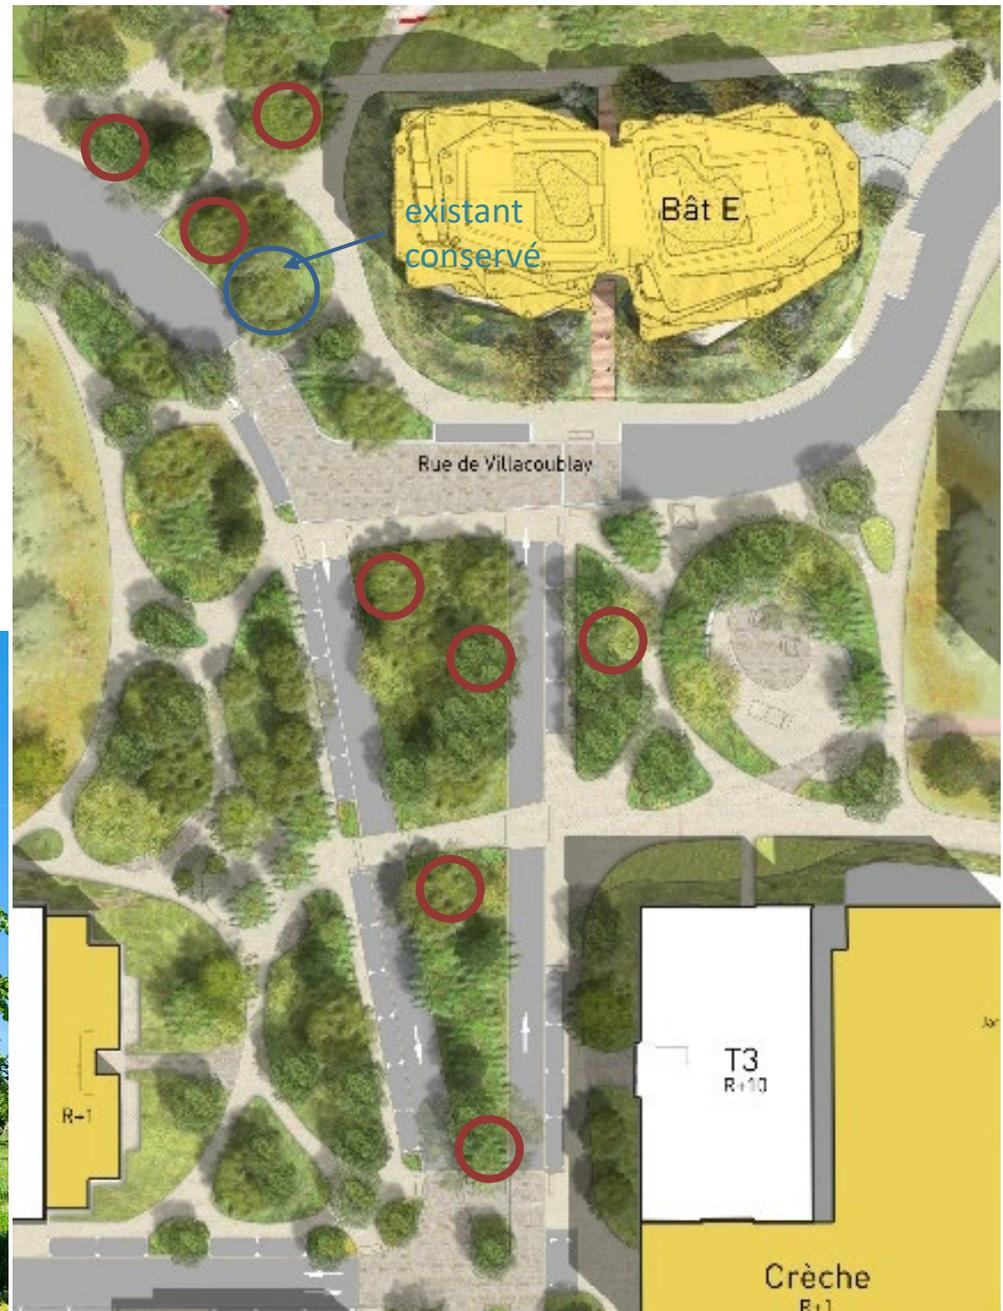 existant
conservé
Bât E
Rue de Villacoublay
R+1
T3
R+10
Crèche
R+1